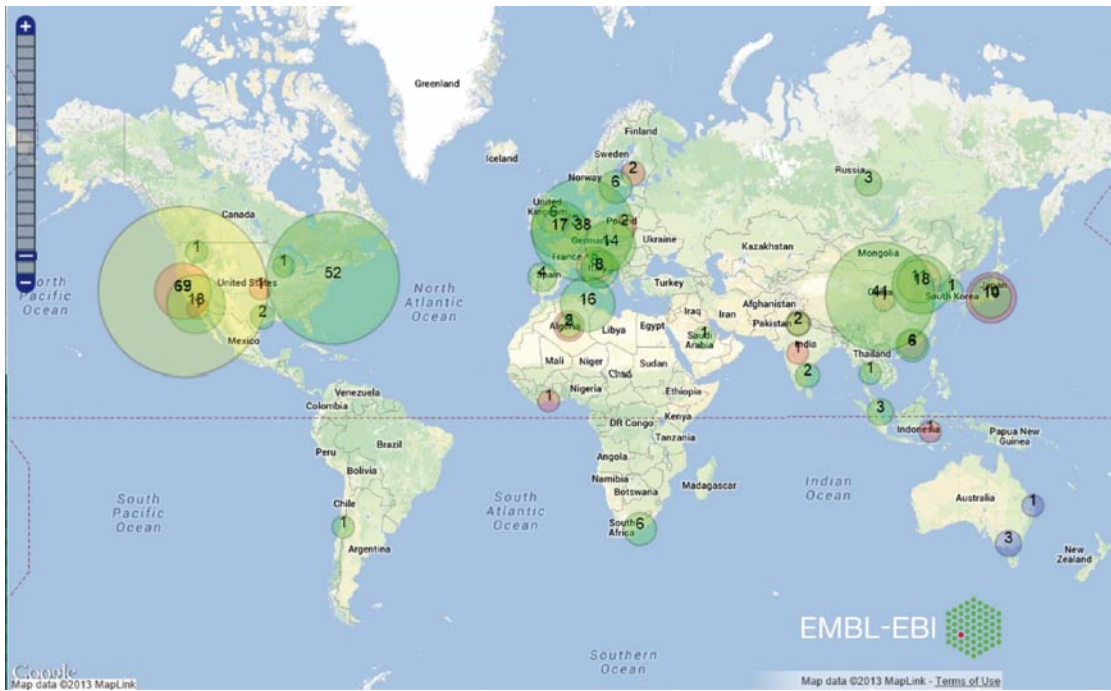 +
Greenland
Iceland
Finland
Sweden
2
Norway
6
Russia
3
United
Kingdom
6
17
38
2
Poland
Canada
1
1
52
14
Germany
Ukraine
France
8
Kazakhstan
Mongolia
Spain
4
Turkey
69
United States
1
18
2
North
Atlantic
Ocean
North
Pacific
Ocean
16
41
18
South Korea
1
Japan
Afghanistan
Iraq
Iran
Pakistan
2
6
Algeria
Libya
Egypt
Saudi
Arabia
1
India
1
Mexico
Mali
Niger
Chad
Sudan
Thailand
1
2
Nigeria
Ethiopia
1
Venezuela
Colombia
Kenya
DR Congo
Tanzania
3
Indonesia
1
Papua New
Guinea
Peru
Brazil
Bolivia
Angola
Namibia
Botswana
Madagascar
Indian
Ocean
South
Pacific
Ocean
South
Atlantic
Ocean
Chile
1
Argentina
South
Africa
6
Australia
1
3
New
Zealand
EMBL-EBI
Southern
Ocean
Google
Map data ©2013 MapLink
Map data ©2013 MapLink - Terms of Use